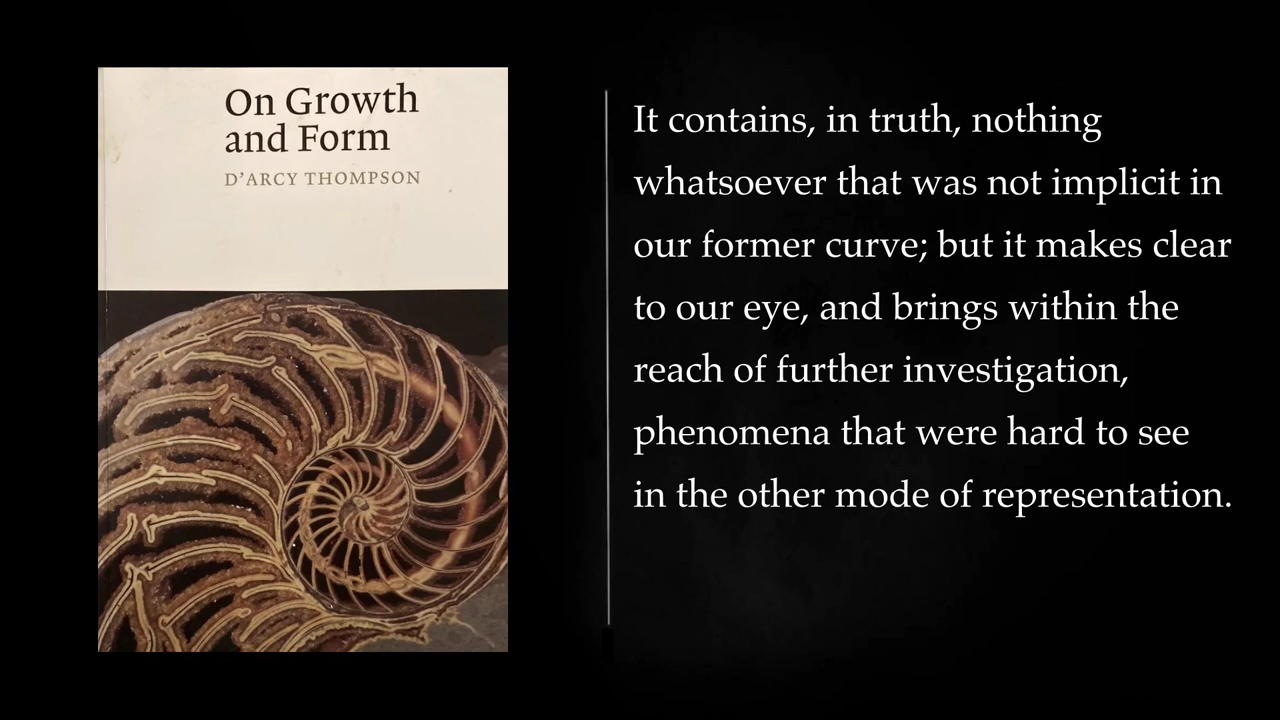 On Growth
and Form
D'ARCY THOMPSON
It contains, in truth, nothing
whatsoever that was not implicit in
our former curve; but it makes clear
to our eye, and brings within the
reach of further investigation,
phenomena that were hard to see
in the other mode of representation.